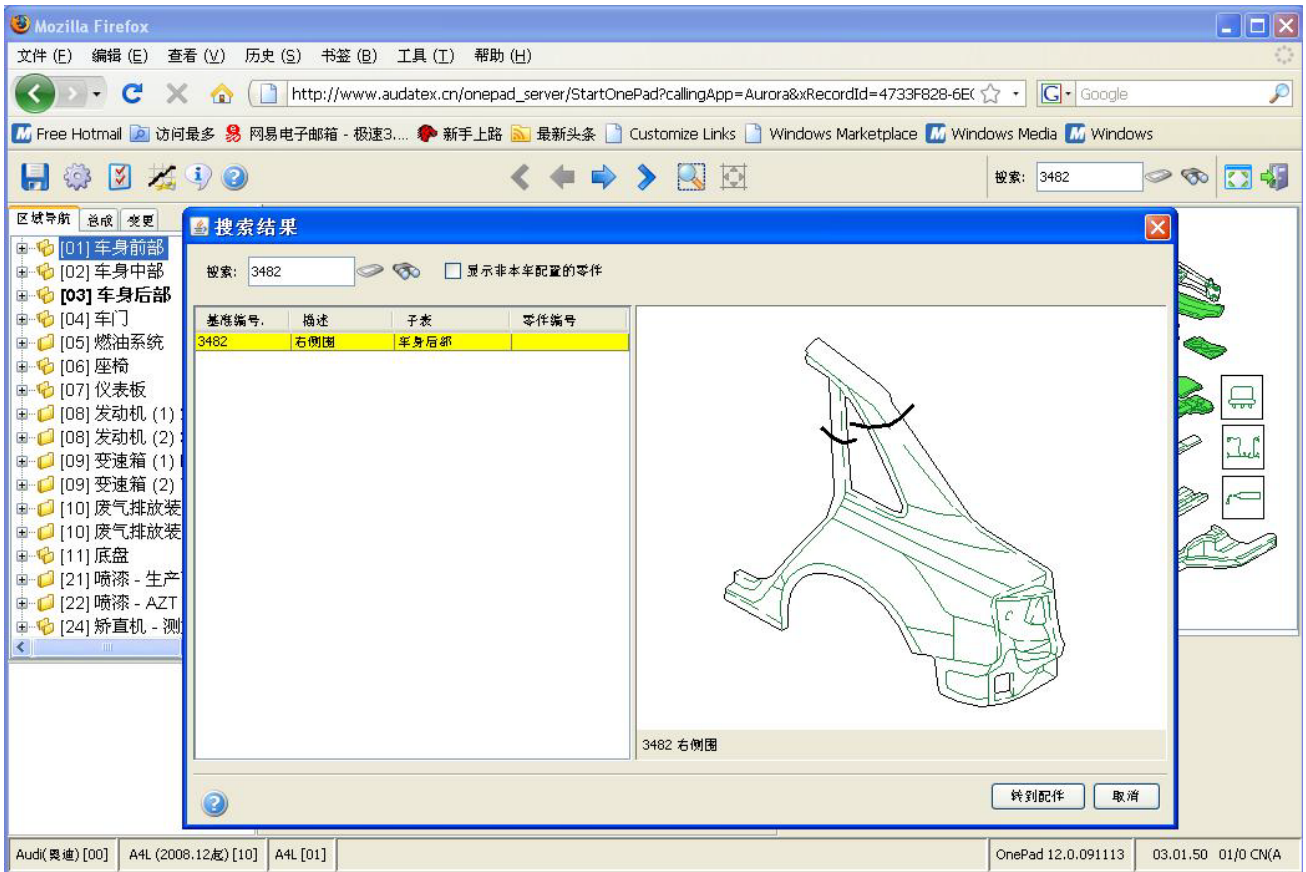 Mozilla Firefox
文件 (F) 编辑 (E) 查看 (V) 历史 (S) 书签 (B) 工具 (T) 帮助 (H)
http://www.audatex.cn/onepad_server/StartOnePad?callingApp=Aurora&xRecordId=4733F828-6E
Google
Free Hotmail 访问最多 网易电子邮箱 - 极速3.... 新手上路 最新头条 Customize Links Windows Marketplace Windows Media Windows
搜索: 3482
区域导航 总成 变更
[01] 车身前部
[02] 车身中部
[03] 车身后部
[04] 车门
[05] 燃油系统
[06] 座椅
[07] 仪表板
[08] 发动机 (1)
[08] 发动机 (2)
[09] 变速箱 (1)
[09] 变速箱 (2)
[10] 废气排放装
[10] 废气排放装
[11] 底盘
[21] 喷漆 - 生产
[22] 喷漆 - AZT
[24] 矫直机 - 测
搜索结果
搜索: 3482 显示非本车配置的零件
基准编号. 描述 子表 零件编号
3482 右侧围 车身后部
3482 右侧围
转到配件 取消
Audi(奥迪) [00] A4L (2008.12起) [10] A4L [01] OnePad 12.0.091113 03.01.50 01/0 CN(A